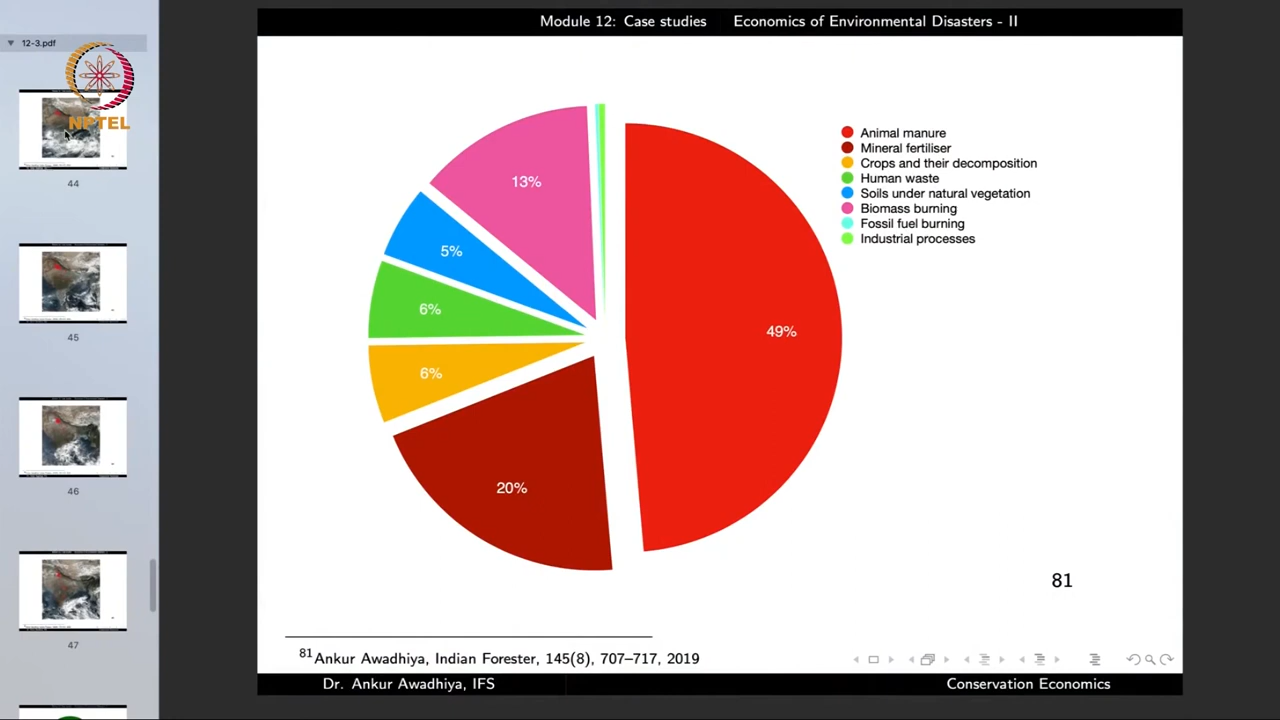 Module 12: Case studies Economics of Environmental Disasters - II
12-3.pdf
NPTEL
44
45
46
47
Animal manure
Mineral fertiliser
Crops and their decomposition
Human waste
Soils under natural vegetation
Biomass burning
Fossil fuel burning
Industrial processes
13%
5%
6%
6%
20%
49%
81
81 Ankur Awadhiya, Indian Forester, 145(8), 707–717, 2019
Dr. Ankur Awadhiya, IFS Conservation Economics